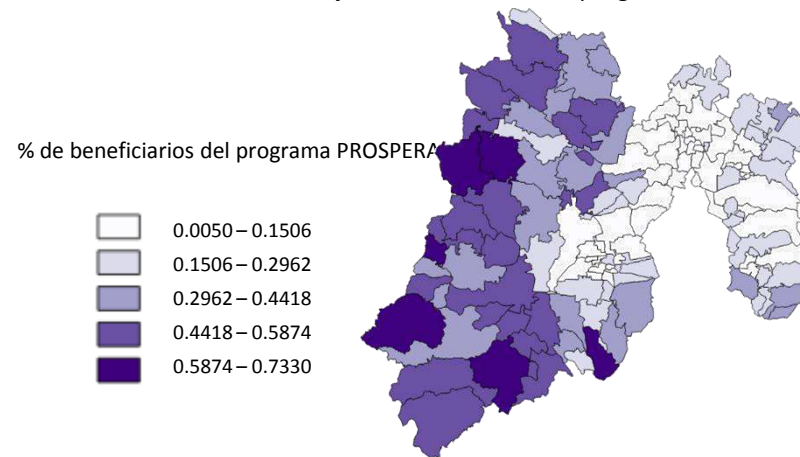 % de beneficiarios del programa PROSPERA
0.0050 – 0.1506
0.1506 – 0.2962
0.2962 – 0.4418
0.4418 – 0.5874
0.5874 – 0.7330